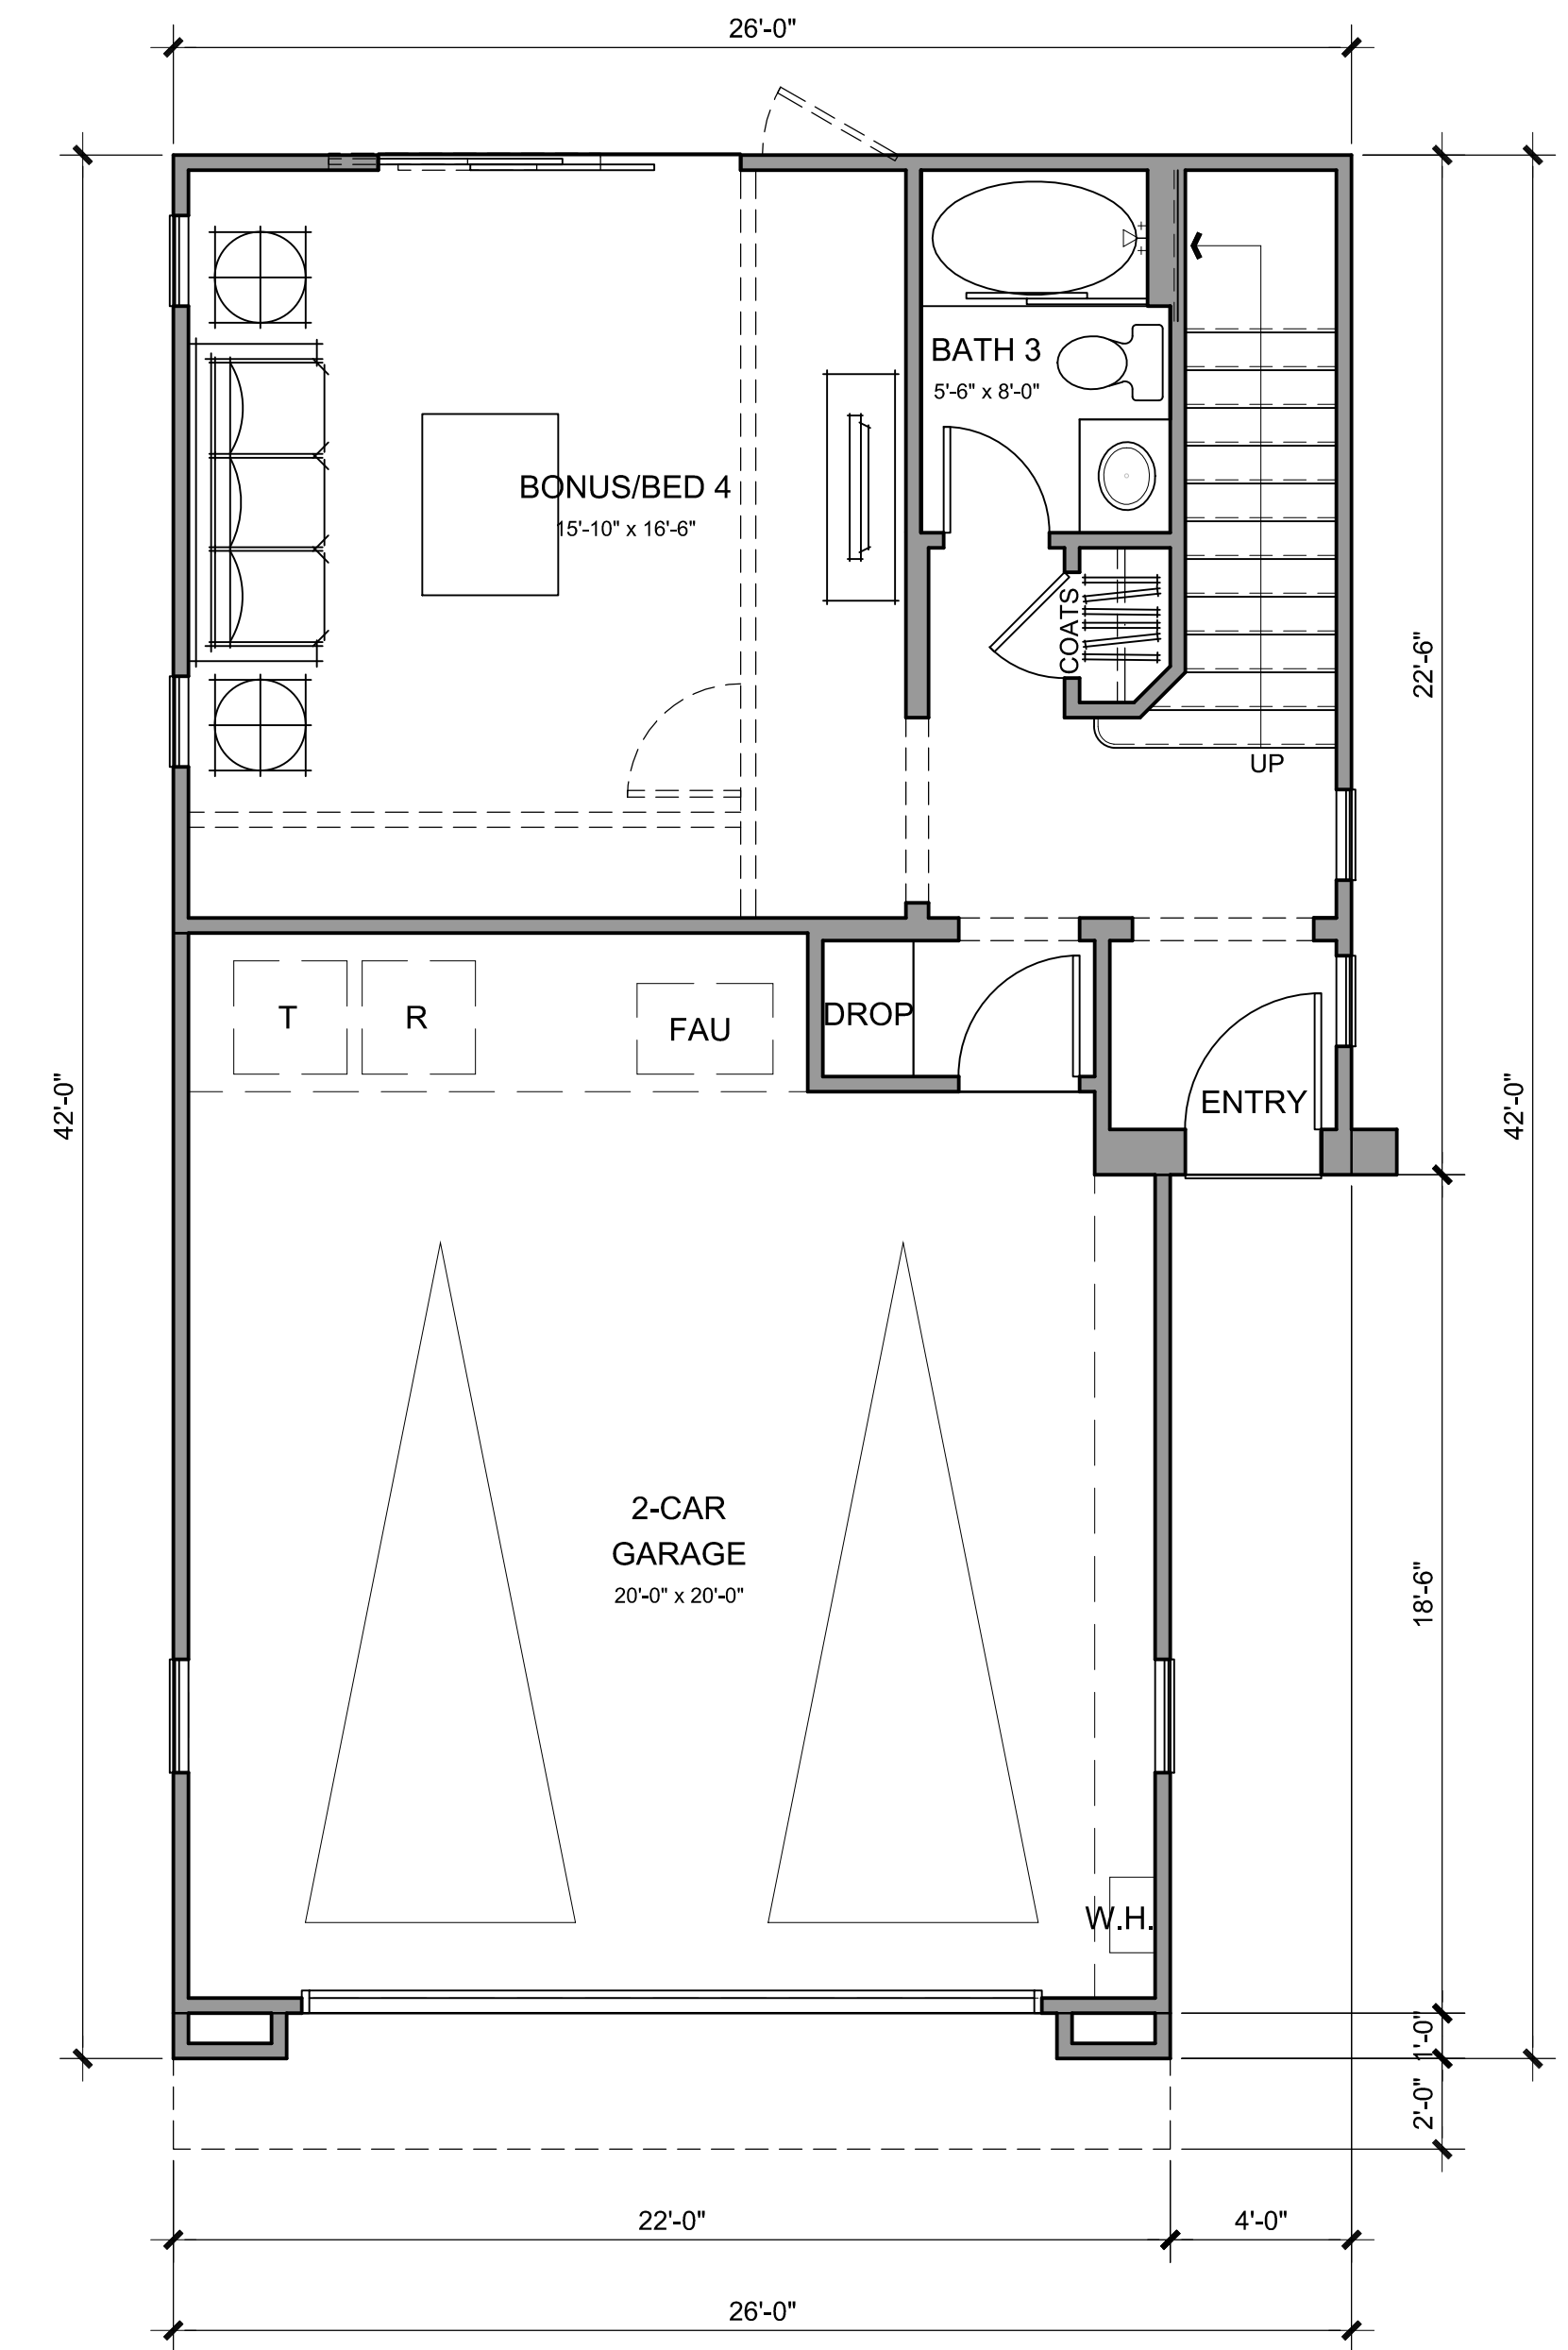 26'-0"
BATH 3
5'-6" x 8'-0"
BONUS/BED 4
15'-10" x 16'-6"
COATS
22'-6"
UP
T
R
FAU
DROP
ENTRY
42'-0"
42'-0"
2-CAR
GARAGE
20'-0" x 20'-0"
18'-6"
W.H.
1'-0"
2'-0"
22'-0"
4'-0"
26'-0"